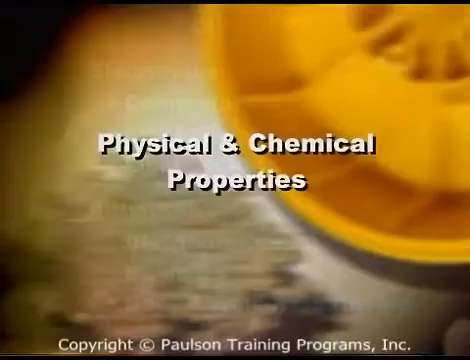 Physical & Chemical
Properties
Copyright © Paulson Training Programs, Inc.